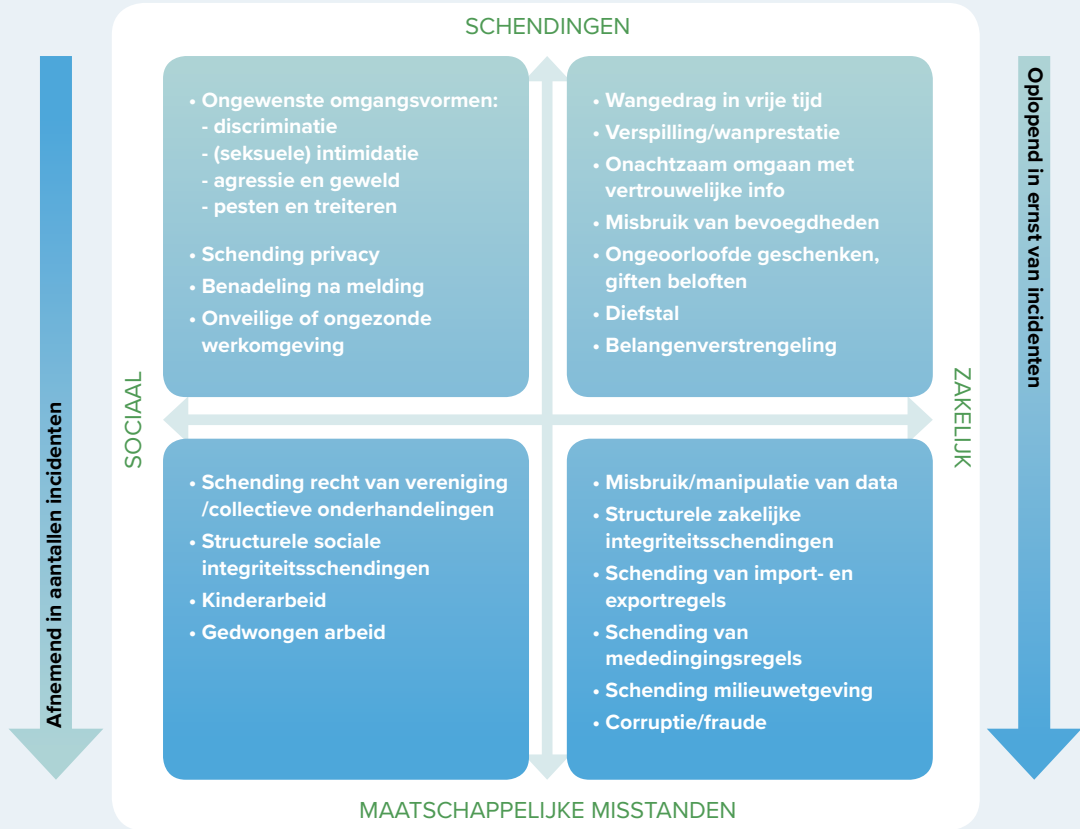 SCHENDINGEN
Afnemend in aantallen incidenten
SOCIAAL
• Ongewenste omgangsvormen:
- discriminatie
- (seksuele) intimidatie
- agressie en geweld
- pesten en treiteren
• Schending privacy
• Benadeling na melding
• Onveilige of ongezonde
werkomgeving
• Wangedrag in vrije tijd
• Verspilling/wanprestatie
• Onachtzaam omgaan met
vertrouwelijke info
• Misbruik van bevoegdheden
• Ongeoorloofde geschenken,
giften beloften
• Diefstal
• Belangenverstrengeling
• Schending recht van vereniging
/collectieve onderhandelingen
• Structurele sociale
integriteitsschendingen
• Kinderarbeid
• Gedwongen arbeid
• Misbruik/manipulatie van data
• Structurele zakelijke
integriteitsschendingen
• Schending van import- en
exportregels
• Schending van
mededingingsregels
• Schending milieuwetgeving
• Corruptie/fraude
ZAKELIJK
Oplopend in ernst van incidenten
MAATSCHAPPELIJKE MISSTANDEN